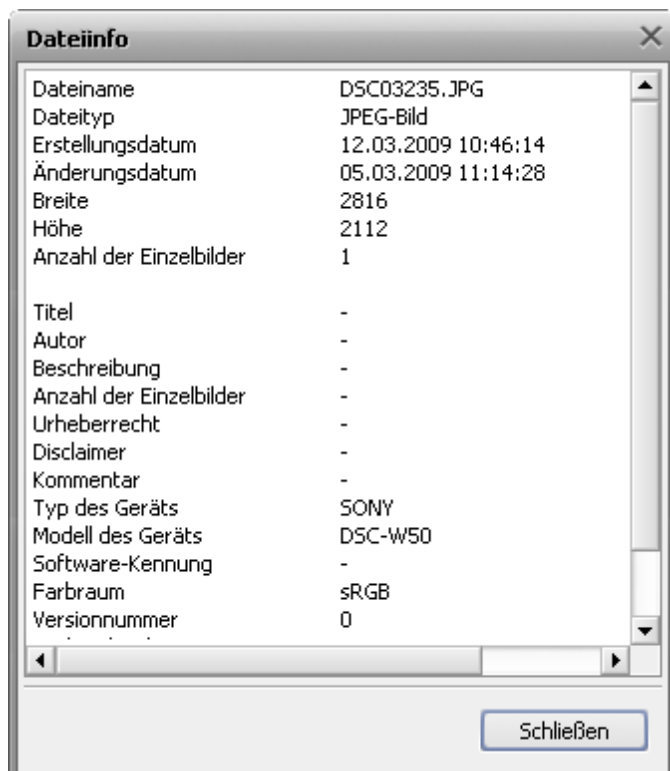 Dateiinfo
Dateiname DSC03235.JPG
Dateityp JPEG-Bild
Erstellungsdatum 12.03.2009 10:46:14
Änderungsdatum 05.03.2009 11:14:28
Breite 2816
Höhe 2112
Anzahl der Einzelbilder 1
Titel -
Autor -
Beschreibung -
Anzahl der Einzelbilder -
Urheberrecht -
Disclaimer -
Kommentar -
Typ des Geräts SONY
Modell des Geräts DSC-W50
Software-Kennung -
Farbraum sRGB
Versionnummer 0
Schließen